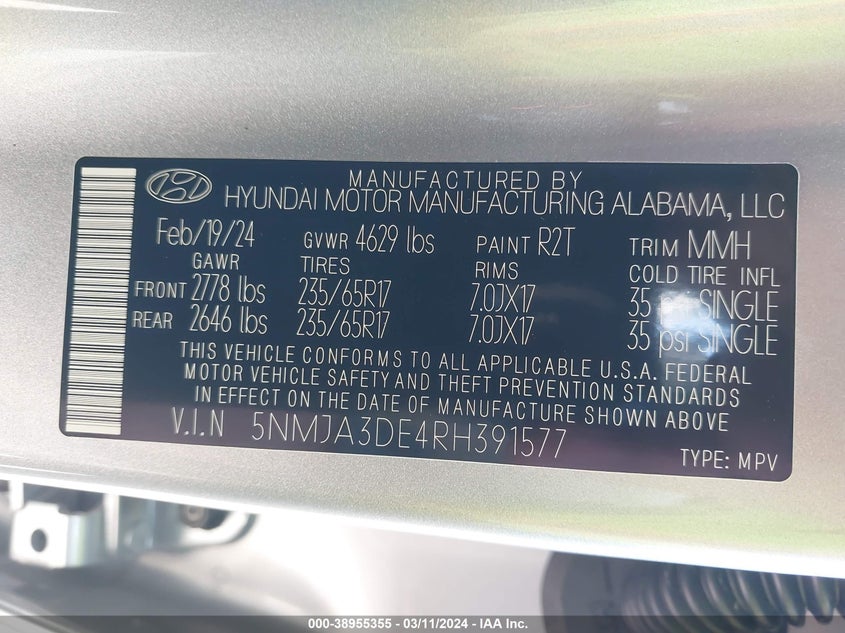 MANUFACTURED BY
HYUNDAI MOTOR MANUFACTURING ALABAMA, LLC
Feb/19/24 GVWR 4629 lbs PAINT R2T TRIM MMH
GAWR TIRES RIMS COLD TIRE INFL
FRONT 2778 lbs 235/65R17 7.0JX17 35 psi SINGLE
REAR 2646 lbs 235/65R17 7.0JX17 35 psi SINGLE
THIS VEHICLE CONFORMS TO ALL APPLICABLE U.S.A. FEDERAL
MOTOR VEHICLE SAFETY AND THEFT PREVENTION STANDARDS
IN EFFECT ON THE DATE OF MANUFACTURE SHOWN ABOVE
V.I.N 5NMJA3DE4RH391577
TYPE: MPV
000-38955355 — 03/11/2024 — IAA Inc.